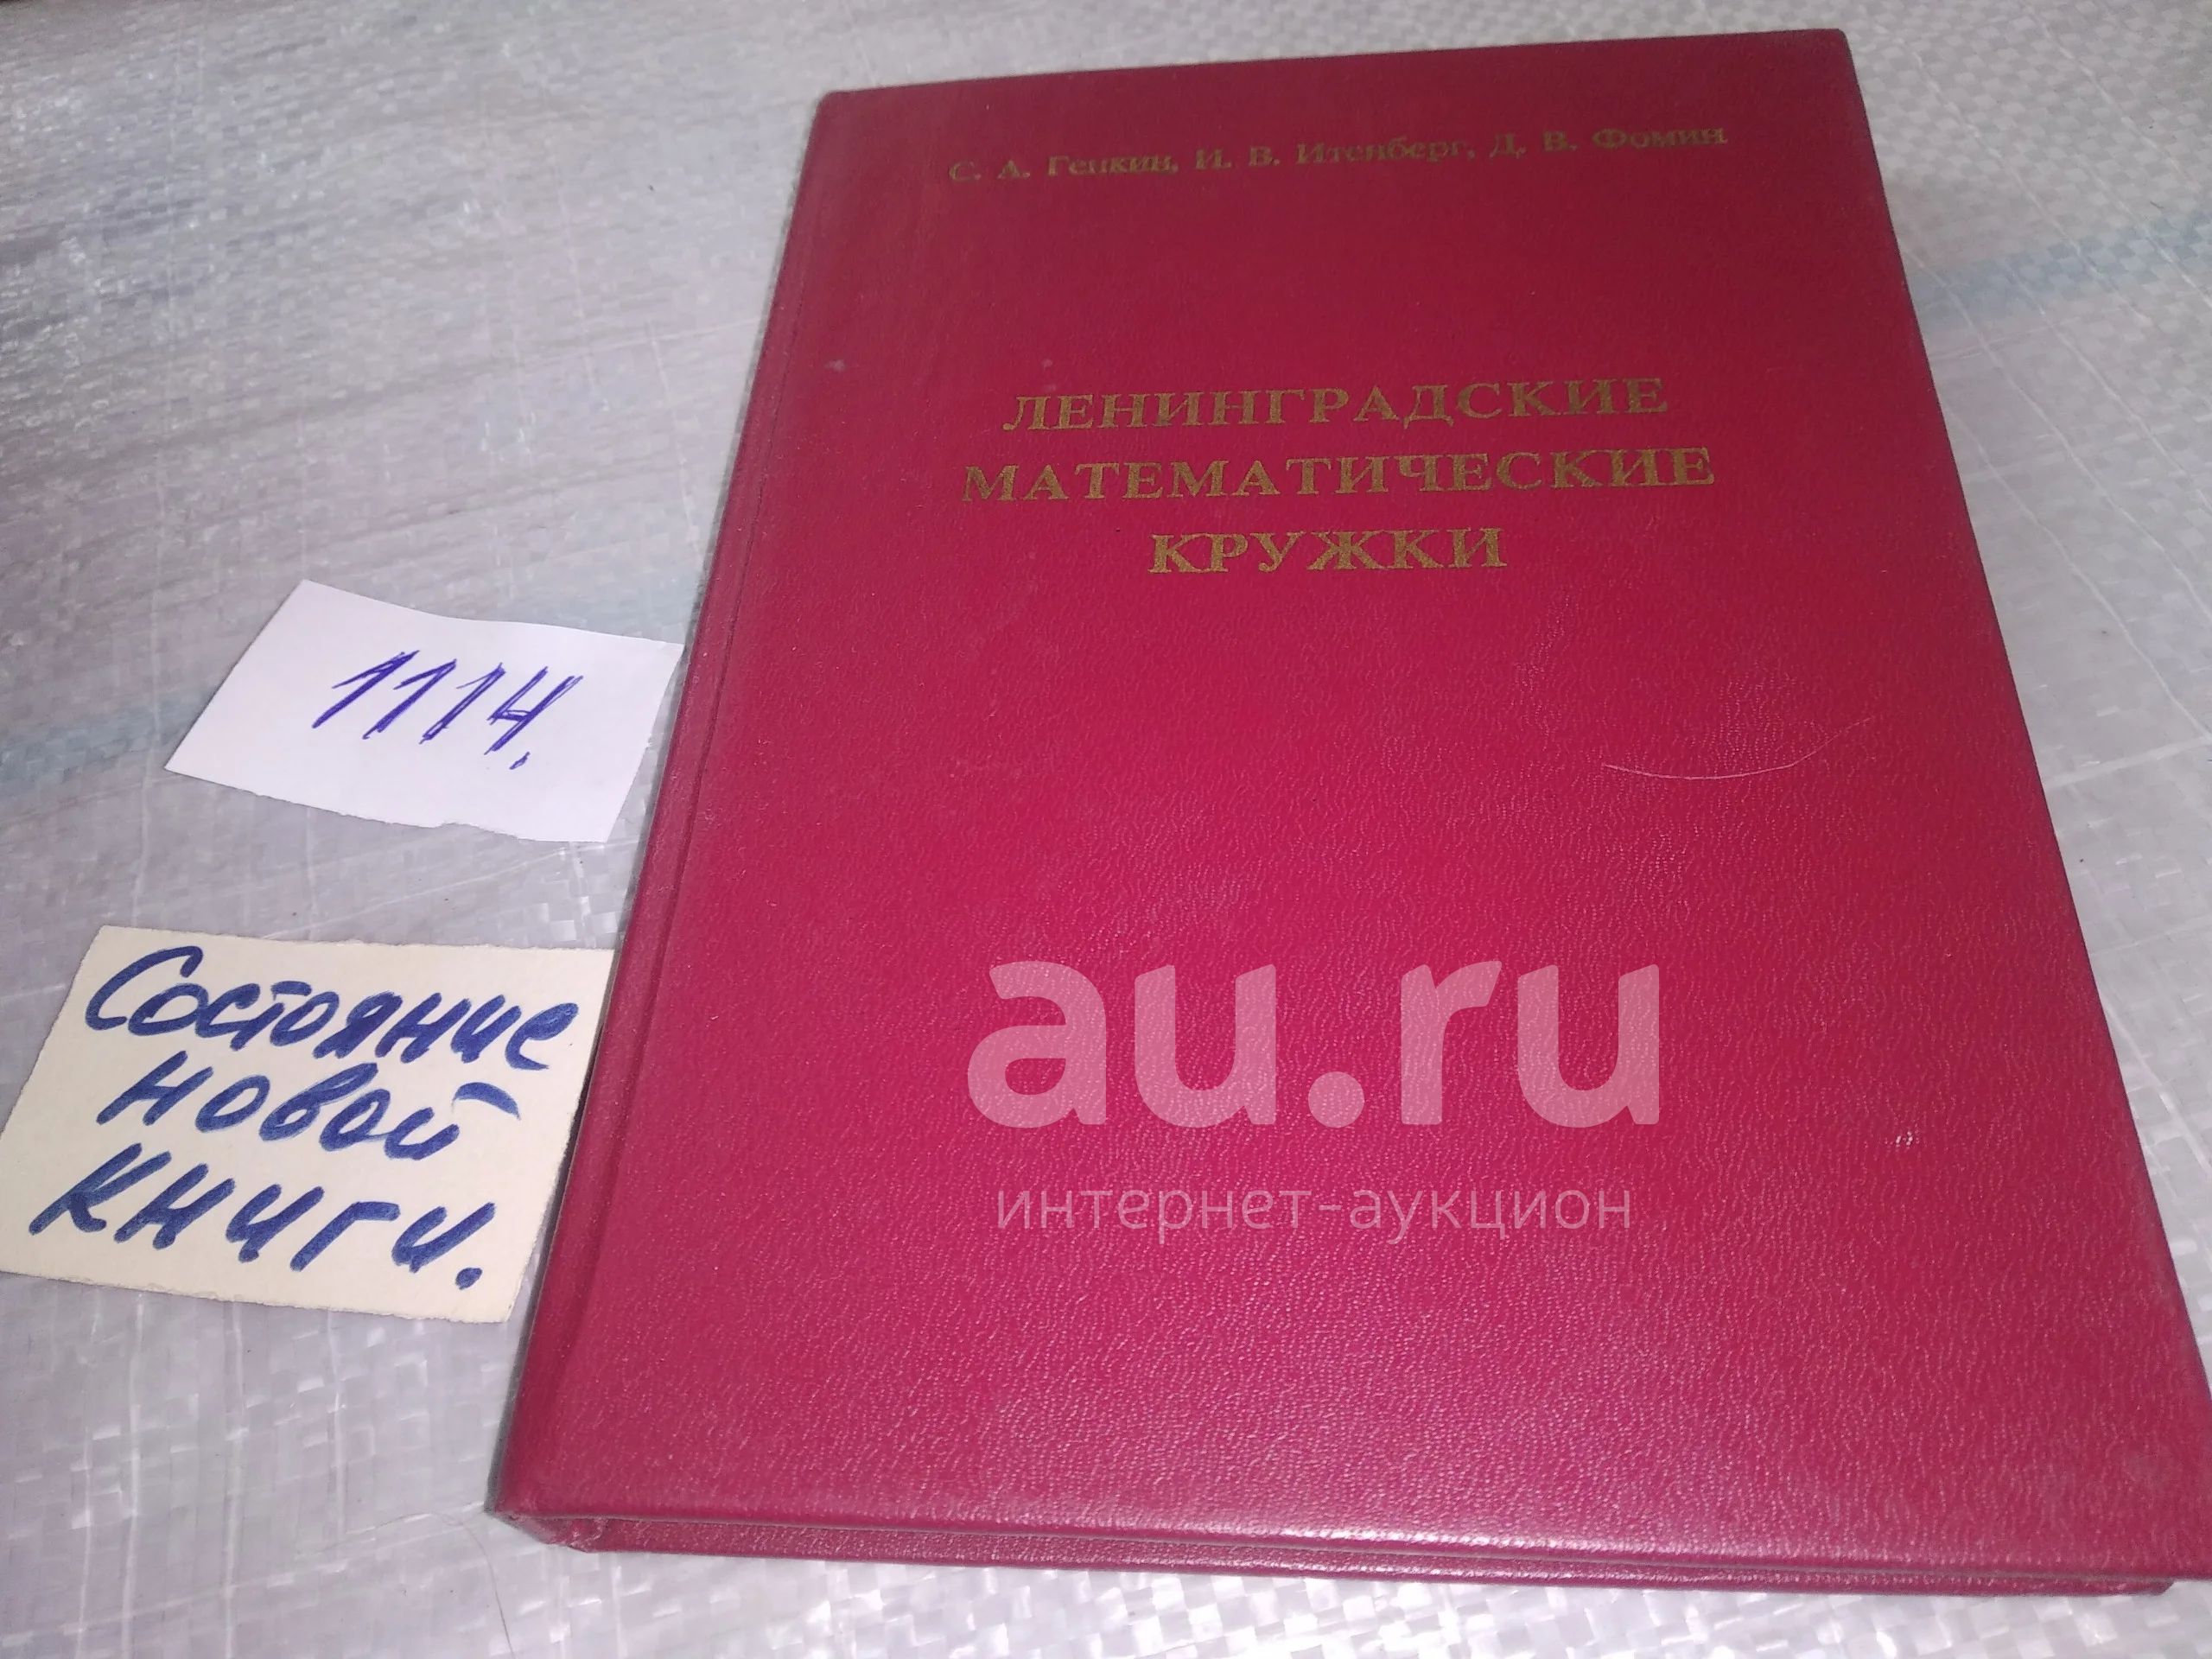 С. А. Генкин, И. В. Итенберг, Д. В. Фомин
ЛЕНИНГРАДСКИЕ
МАТЕМАТИЧЕСКИЕ
КРУЖКИ
1114.
Состояние
новой
книги.
au.ru
интернет-аукцион